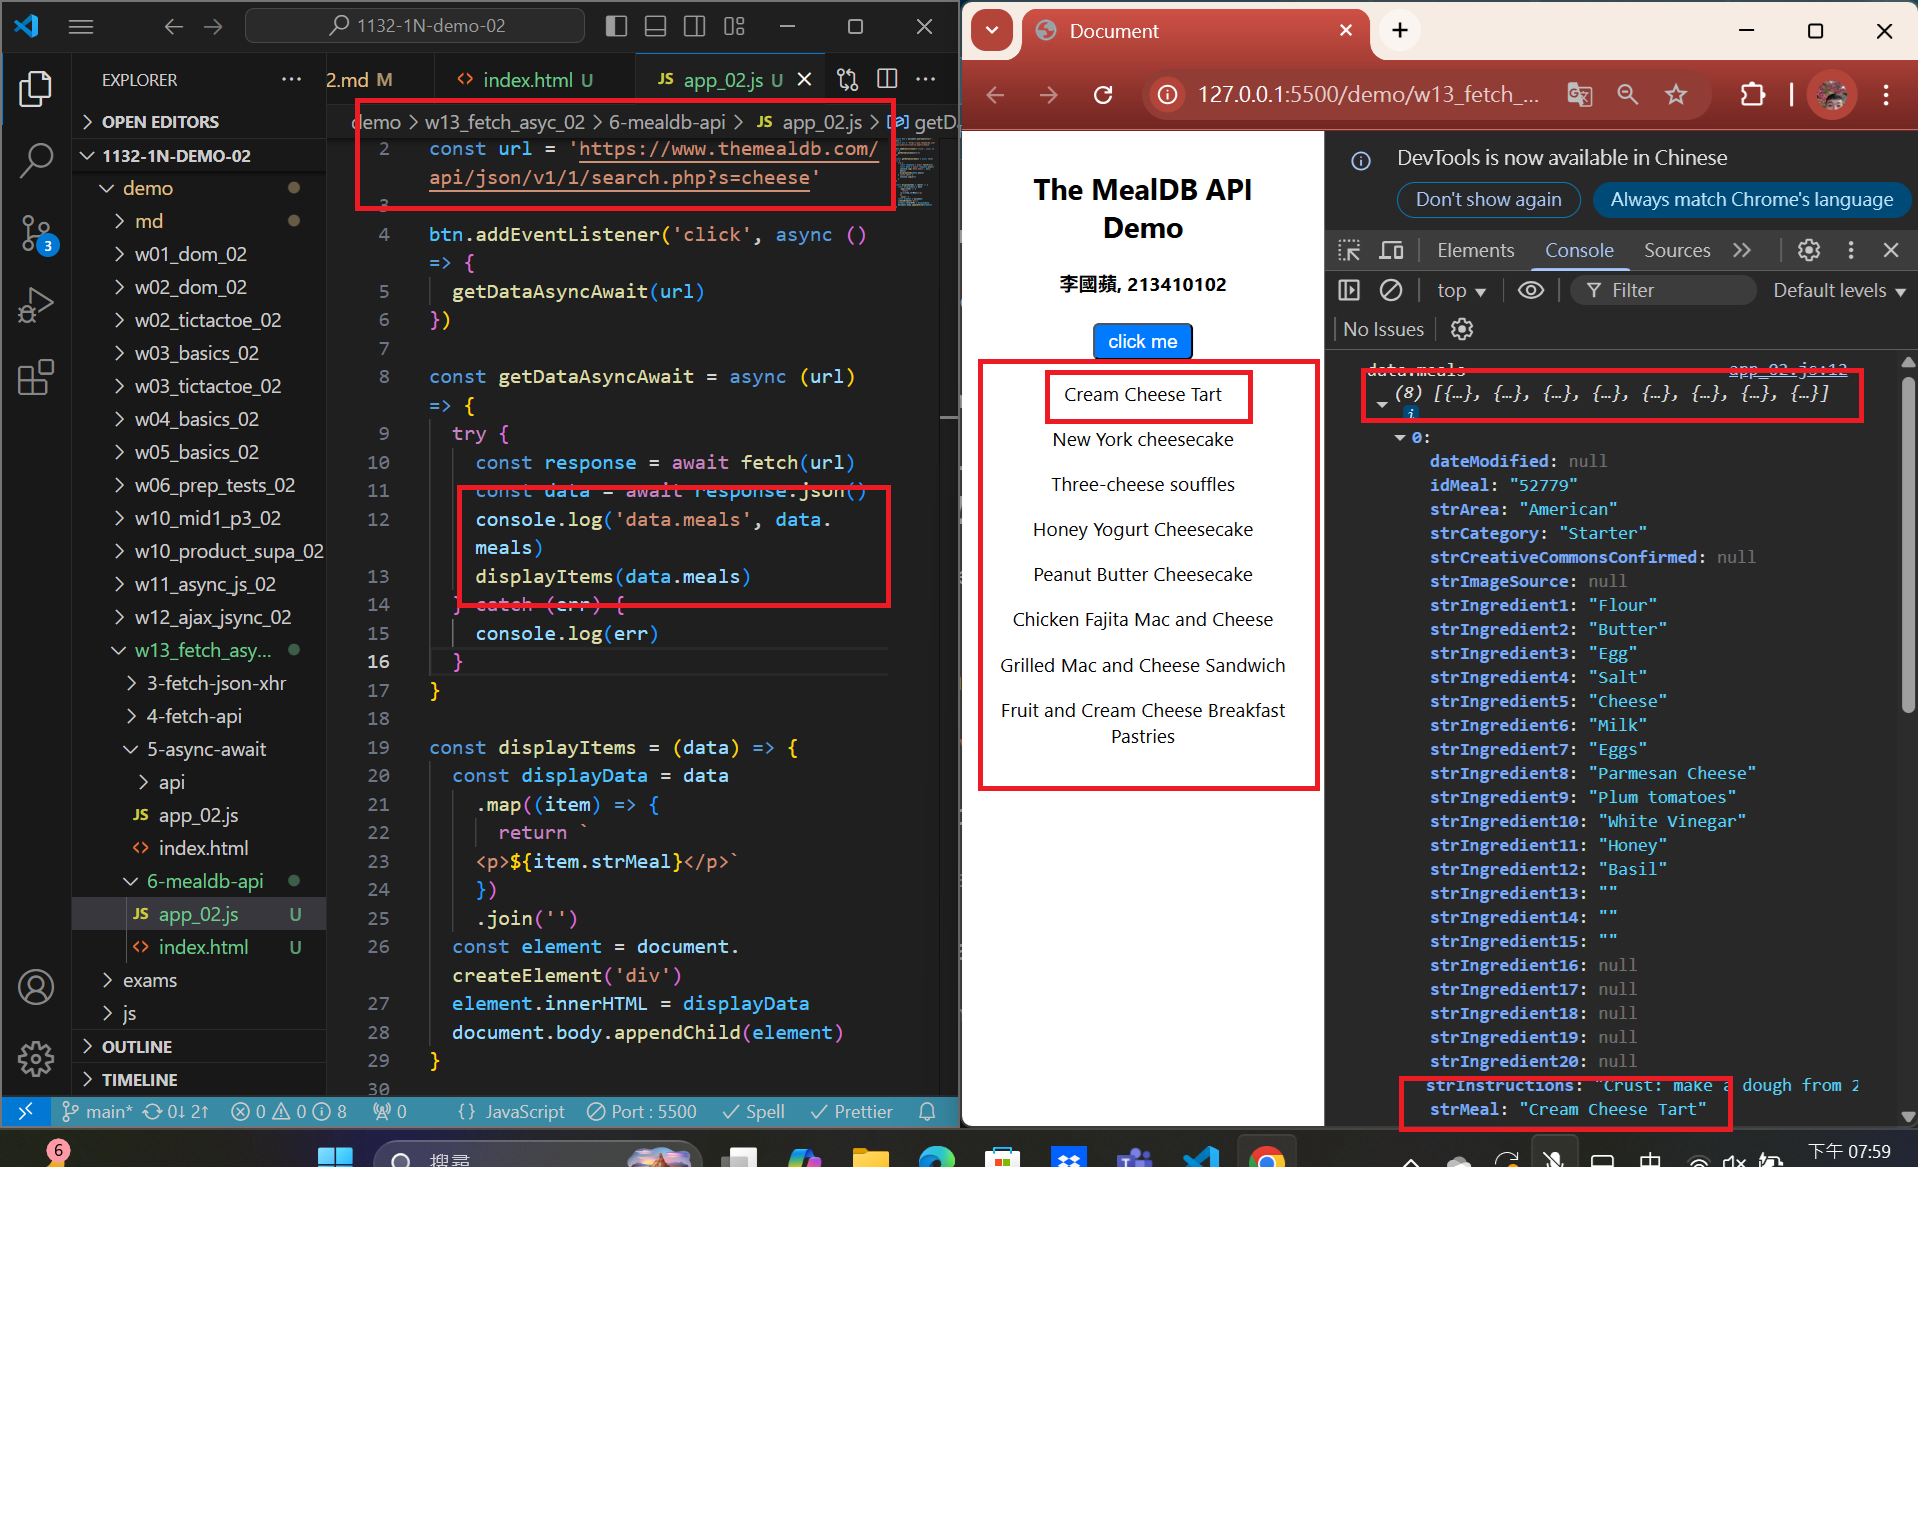 1132-1N-demo-02
EXPLORER
OPEN EDITORS
1132-1N-DEMO-02
demo
md
w01_dom_02
w02_dom_02
w02_tictactoe_02
w03_basics_02
w03_tictactoe_02
w04_basics_02
w05_basics_02
w06_prep_tests_02
w10_mid1_p3_02
w10_product_supa_02
w11_async_js_02
w12_ajax_jsync_02
w13_fetch_asy...
3-fetch-json-xhr
4-fetch-api
5-async-await
api
JS app_02.js
<> index.html
6-mealdb-api
JS app_02.js U
<> index.html U
exams
js
OUTLINE
TIMELINE
3
2.md M <> index.html U JS app_02.js U
demo > w13_fetch_asyc_02 > 6-mealdb-api > JS app_02.js > getDa
2 const url = 'https://www.themealdb.com/
api/json/v1/1/search.php?s=cheese'
3
4 btn.addEventListener('click', async ()
=> {
5 getDataAsyncAwait(url)
6 })
7
8 const getDataAsyncAwait = async (url)
=> {
9 try {
10 const response = await fetch(url)
11 const data = await response.json()
12 console.log('data.meals', data.
meals)
13 displayItems(data.meals)
14 } catch (err) {
15 console.log(err)
16 }
17 }
18
19 const displayItems = (data) => {
20 const displayData = data
21 .map((item) => {
22 return `
23 <p>${item.strMeal}</p>`
24 })
25 .join('')
26 const element = document.
createElement('div')
27 element.innerHTML = displayData
28 document.body.appendChild(element)
29 }
30
main* 0↓ 2↑ 0 0 8 0 {} JavaScript Port : 5500 Spell Prettier
Document
127.0.0.1:5500/demo/w13_fetch_...
The MealDB API
Demo
李國蘋, 213410102
click me
Cream Cheese Tart
New York cheesecake
Three-cheese souffles
Honey Yogurt Cheesecake
Peanut Butter Cheesecake
Chicken Fajita Mac and Cheese
Grilled Mac and Cheese Sandwich
Fruit and Cream Cheese Breakfast
Pastries
DevTools is now available in Chinese
Don't show again Always match Chrome's language
Elements Console Sources
top Filter Default levels
No Issues
data.meals app_02.js:12
(8) [{…}, {…}, {…}, {…}, {…}, {…}, {…}, {…}]
0:
dateModified: null
idMeal: "52779"
strArea: "American"
strCategory: "Starter"
strCreativeCommonsConfirmed: null
strImageSource: null
strIngredient1: "Flour"
strIngredient2: "Butter"
strIngredient3: "Egg"
strIngredient4: "Salt"
strIngredient5: "Cheese"
strIngredient6: "Milk"
strIngredient7: "Eggs"
strIngredient8: "Parmesan Cheese"
strIngredient9: "Plum tomatoes"
strIngredient10: "White Vinegar"
strIngredient11: "Honey"
strIngredient12: "Basil"
strIngredient13: ""
strIngredient14: ""
strIngredient15: ""
strIngredient16: null
strIngredient17: null
strIngredient18: null
strIngredient19: null
strIngredient20: null
strInstructions: "Crust: make a dough from 2
strMeal: "Cream Cheese Tart"
6
搜尋
中
下午 07:59